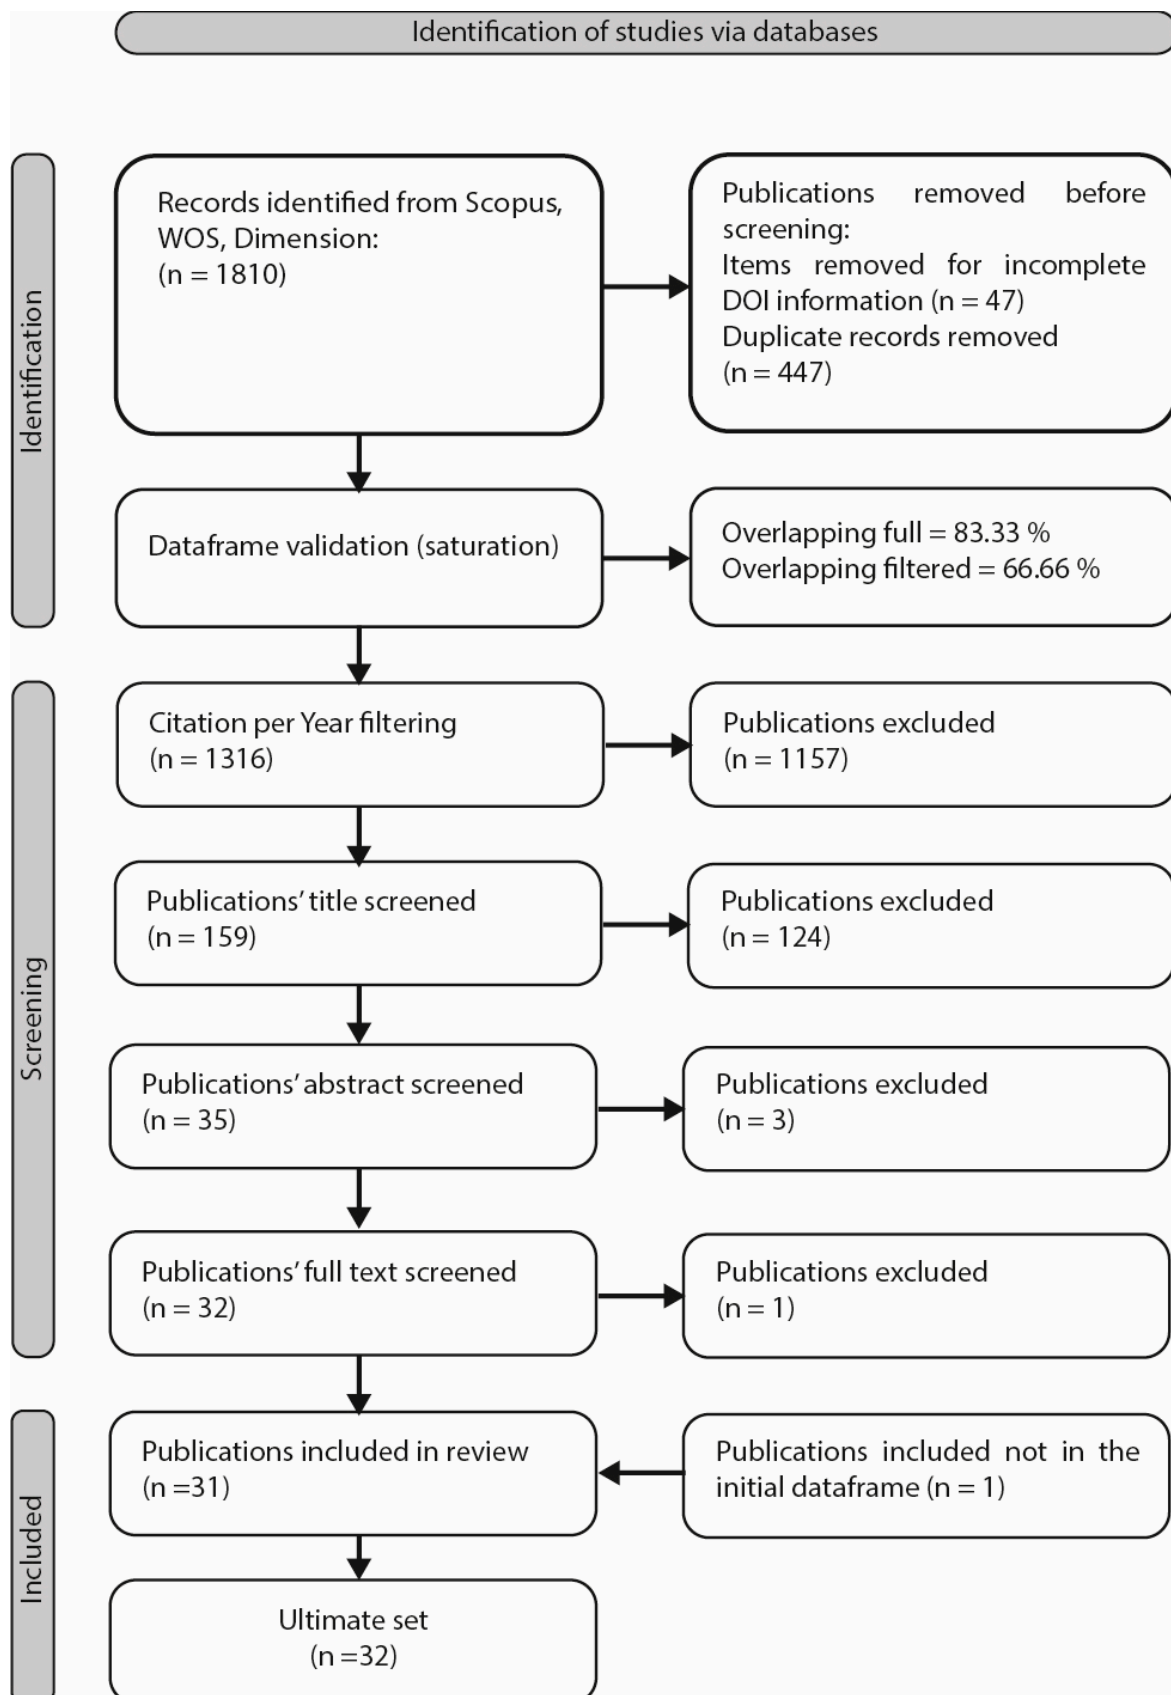 Identification of studies via databases
Identification
Records identified from Scopus,
WOS, Dimension:
(n = 1810)
Publications removed before
screening:
Items removed for incomplete
DOI information (n = 47)
Duplicate records removed
(n = 447)
Dataframe validation (saturation)
Overlapping full = 83.33 %
Overlapping filtered = 66.66 %
Screening
Citation per Year filtering
(n = 1316)
Publications excluded
(n = 1157)
Publications’ title screened
(n = 159)
Publications excluded
(n = 124)
Publications’ abstract screened
(n = 35)
Publications excluded
(n = 3)
Publications’ full text screened
(n = 32)
Publications excluded
(n = 1)
Included
Publications included in review
(n =31)
Publications included not in the
initial dataframe (n = 1)
Ultimate set
(n =32)